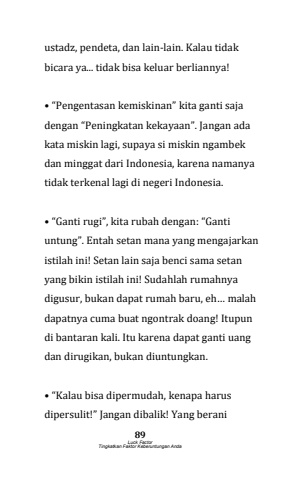 ustadz, pendeta, dan lain-lain. Kalau tidak
bicara ya... tidak bisa keluar berliannya!
• “Pengentasan kemiskinan” kita ganti saja
dengan “Peningkatan kekayaan”. Jangan ada
kata miskin lagi, supaya si miskin ngambek
dan minggat dari Indonesia, karena namanya
tidak terkenal lagi di negeri Indonesia.
• “Ganti rugi”, kita rubah dengan: “Ganti
untung”. Entah setan mana yang mengajarkan
istilah ini! Setan lain saja benci sama setan
yang bikin istilah ini! Sudahlah rumahnya
digusur, bukan dapat rumah baru, eh… malah
dapatnya cuma buat ngontrak doang! Itupun
di bantaran kali. Itu karena dapat ganti uang
dan dirugikan, bukan diuntungkan.
• “Kalau bisa dipermudah, kenapa harus
dipersulit!” Jangan dibalik! Yang berani
89
Luck Factor
Tingkatkan Faktor Keberuntungan Anda